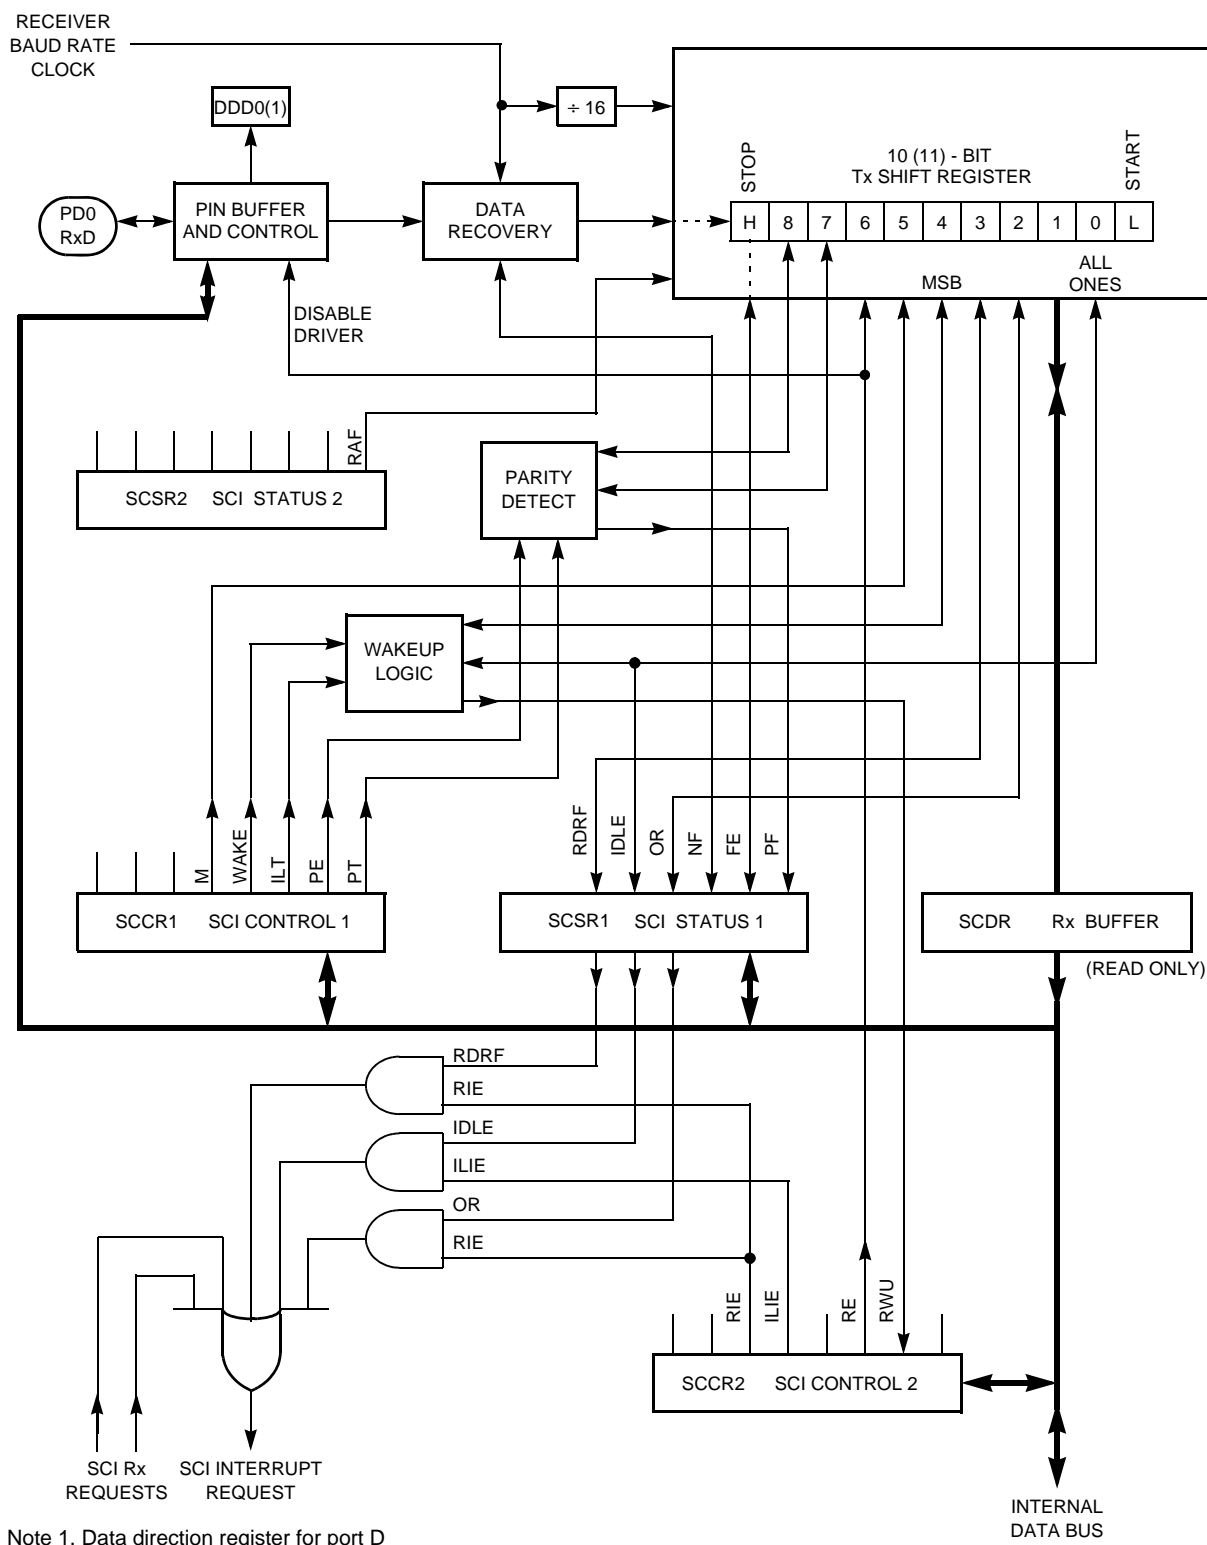 RECEIVER
BAUD RATE
CLOCK
DDD0(1)
÷ 16
STOP
10 (11) - BIT
Tx SHIFT REGISTER
START
PD0
RxD
PIN BUFFER
AND CONTROL
DATA
RECOVERY
H 8 7 6 5 4 3 2 1 0 L
MSB
ALL
ONES
DISABLE
DRIVER
RAF
SCSR2 SCI STATUS 2
PARITY
DETECT
WAKEUP
LOGIC
M
WAKE
ILT
PE
PT
RDRF
IDLE
OR
NF
FE
PF
SCCR1 SCI CONTROL 1
SCSR1 SCI STATUS 1
SCDR Rx BUFFER
(READ ONLY)
RDRF
RIE
IDLE
ILIE
OR
RIE
RIE
ILIE
RE
RWU
SCCR2 SCI CONTROL 2
SCI Rx
REQUESTS
SCI INTERRUPT
REQUEST
INTERNAL
DATA BUS
Note 1. Data direction register for port D